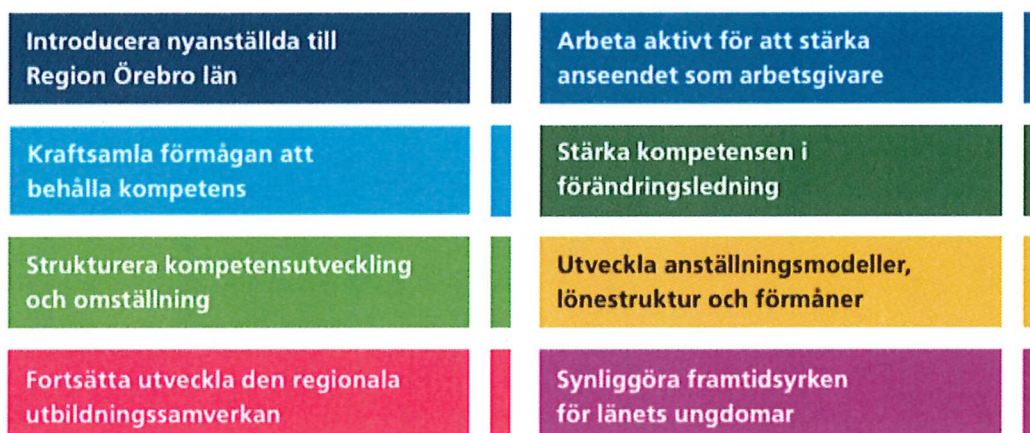 Introducera nyanställda till
Region Örebro län
Arbeta aktivt för att stärka
anseendet som arbetsgivare
Kraftsamla förmågan att
behålla kompetens
Stärka kompetensen i
förändringsledning
Strukturera kompetensutveckling
och omställning
Utveckla anställningsmodeller,
lönestruktur och förmåner
Fortsätta utveckla den regionala
utbildningssamverkan
Synliggöra framtidsyrken
för länets ungdomar